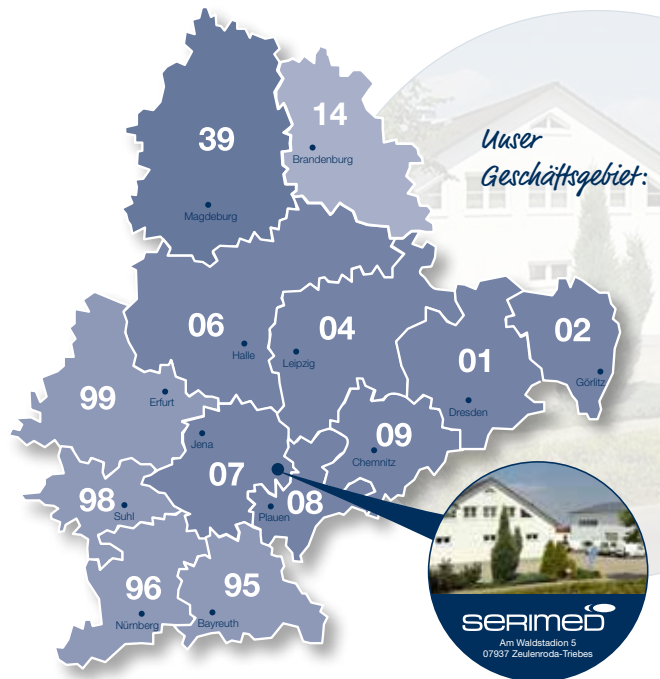 39
14
Brandenburg
Magdeburg
Unser
Geschäftsgebiet:
06
Halle
04
Leipzig
01
Dresden
02
Görlitz
99
Erfurt
Jena
07
09
Chemnitz
98
Suhl
08
Plauen
96
Nürnberg
95
Bayreuth
SERIMED
Am Waldstadion 5
07937 Zeulenroda-Triebes